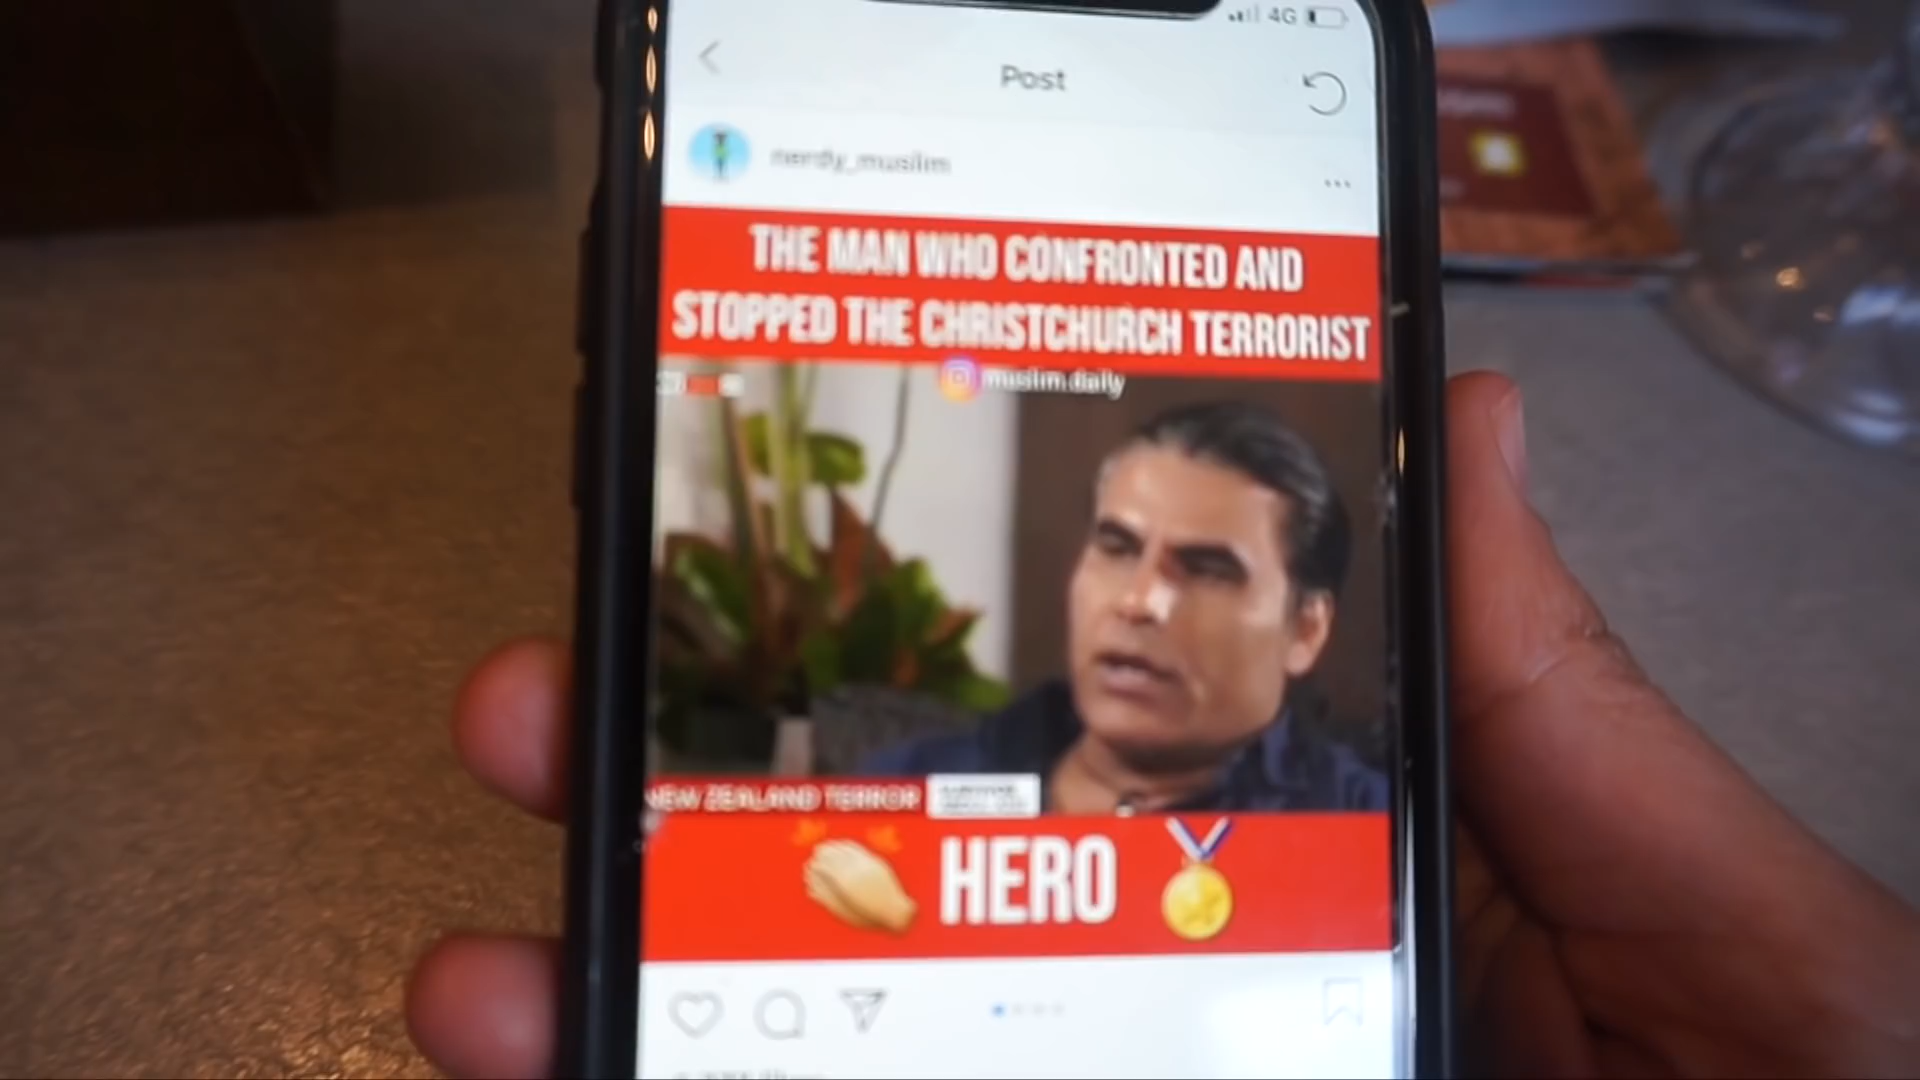 4G
Post
nerdy_muslim
THE MAN WHO CONFRONTED AND
STOPPED THE CHRISTCHURCH TERRORIST
muslim.daily
NEW ZEALAND TERROR
HERO